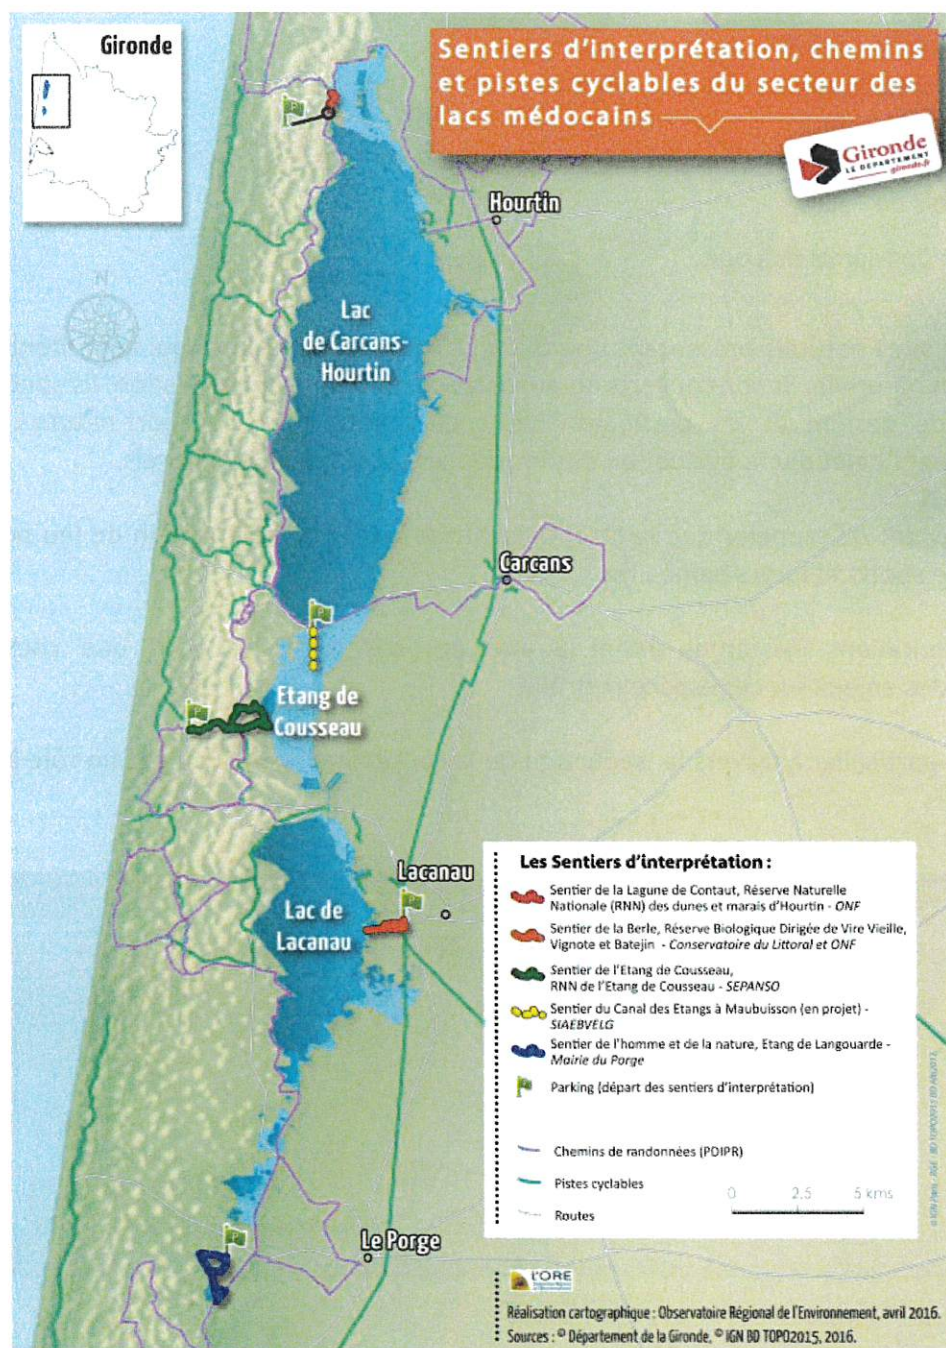 Gironde
Sentiers d'interprétation, chemins
et pistes cyclables du secteur des
lacs médocains
Gironde
LE DÉPARTEMENT
gironde.fr
P
Hourtin
N
Lac
de Carcans-
Hourtin
Carcans
P
P
Etang de
Cousseau
Lacanau
P
Lac de
Lacanau
Les Sentiers d'interprétation :
Sentier de la Lagune de Contaut, Réserve Naturelle
Nationale (RNN) des dunes et marais d'Hourtin - ONF
Sentier de la Berle, Réserve Biologique Dirigée de Vire Vieille,
Vignote et Batejin - Conservatoire du Littoral et ONF
Sentier de l'Etang de Cousseau,
RNN de l'Etang de Cousseau - SEPANSO
Sentier du Canal des Etangs à Maubuisson (en projet) -
SIAEBVELG
Sentier de l'homme et de la nature, Etang de Langouarde -
Mairie du Porge
P
Parking (départ des sentiers d'interprétation)
Chemins de randonnées (PDIPR)
Pistes cyclables
0 2.5 5 kms
Routes
P
Le Porge
L'ORE
Réalisation cartographique : Observatoire Régional de l'Environnement, avril 2016.
Sources : © Département de la Gironde, © IGN BD TOPO2015, 2016.